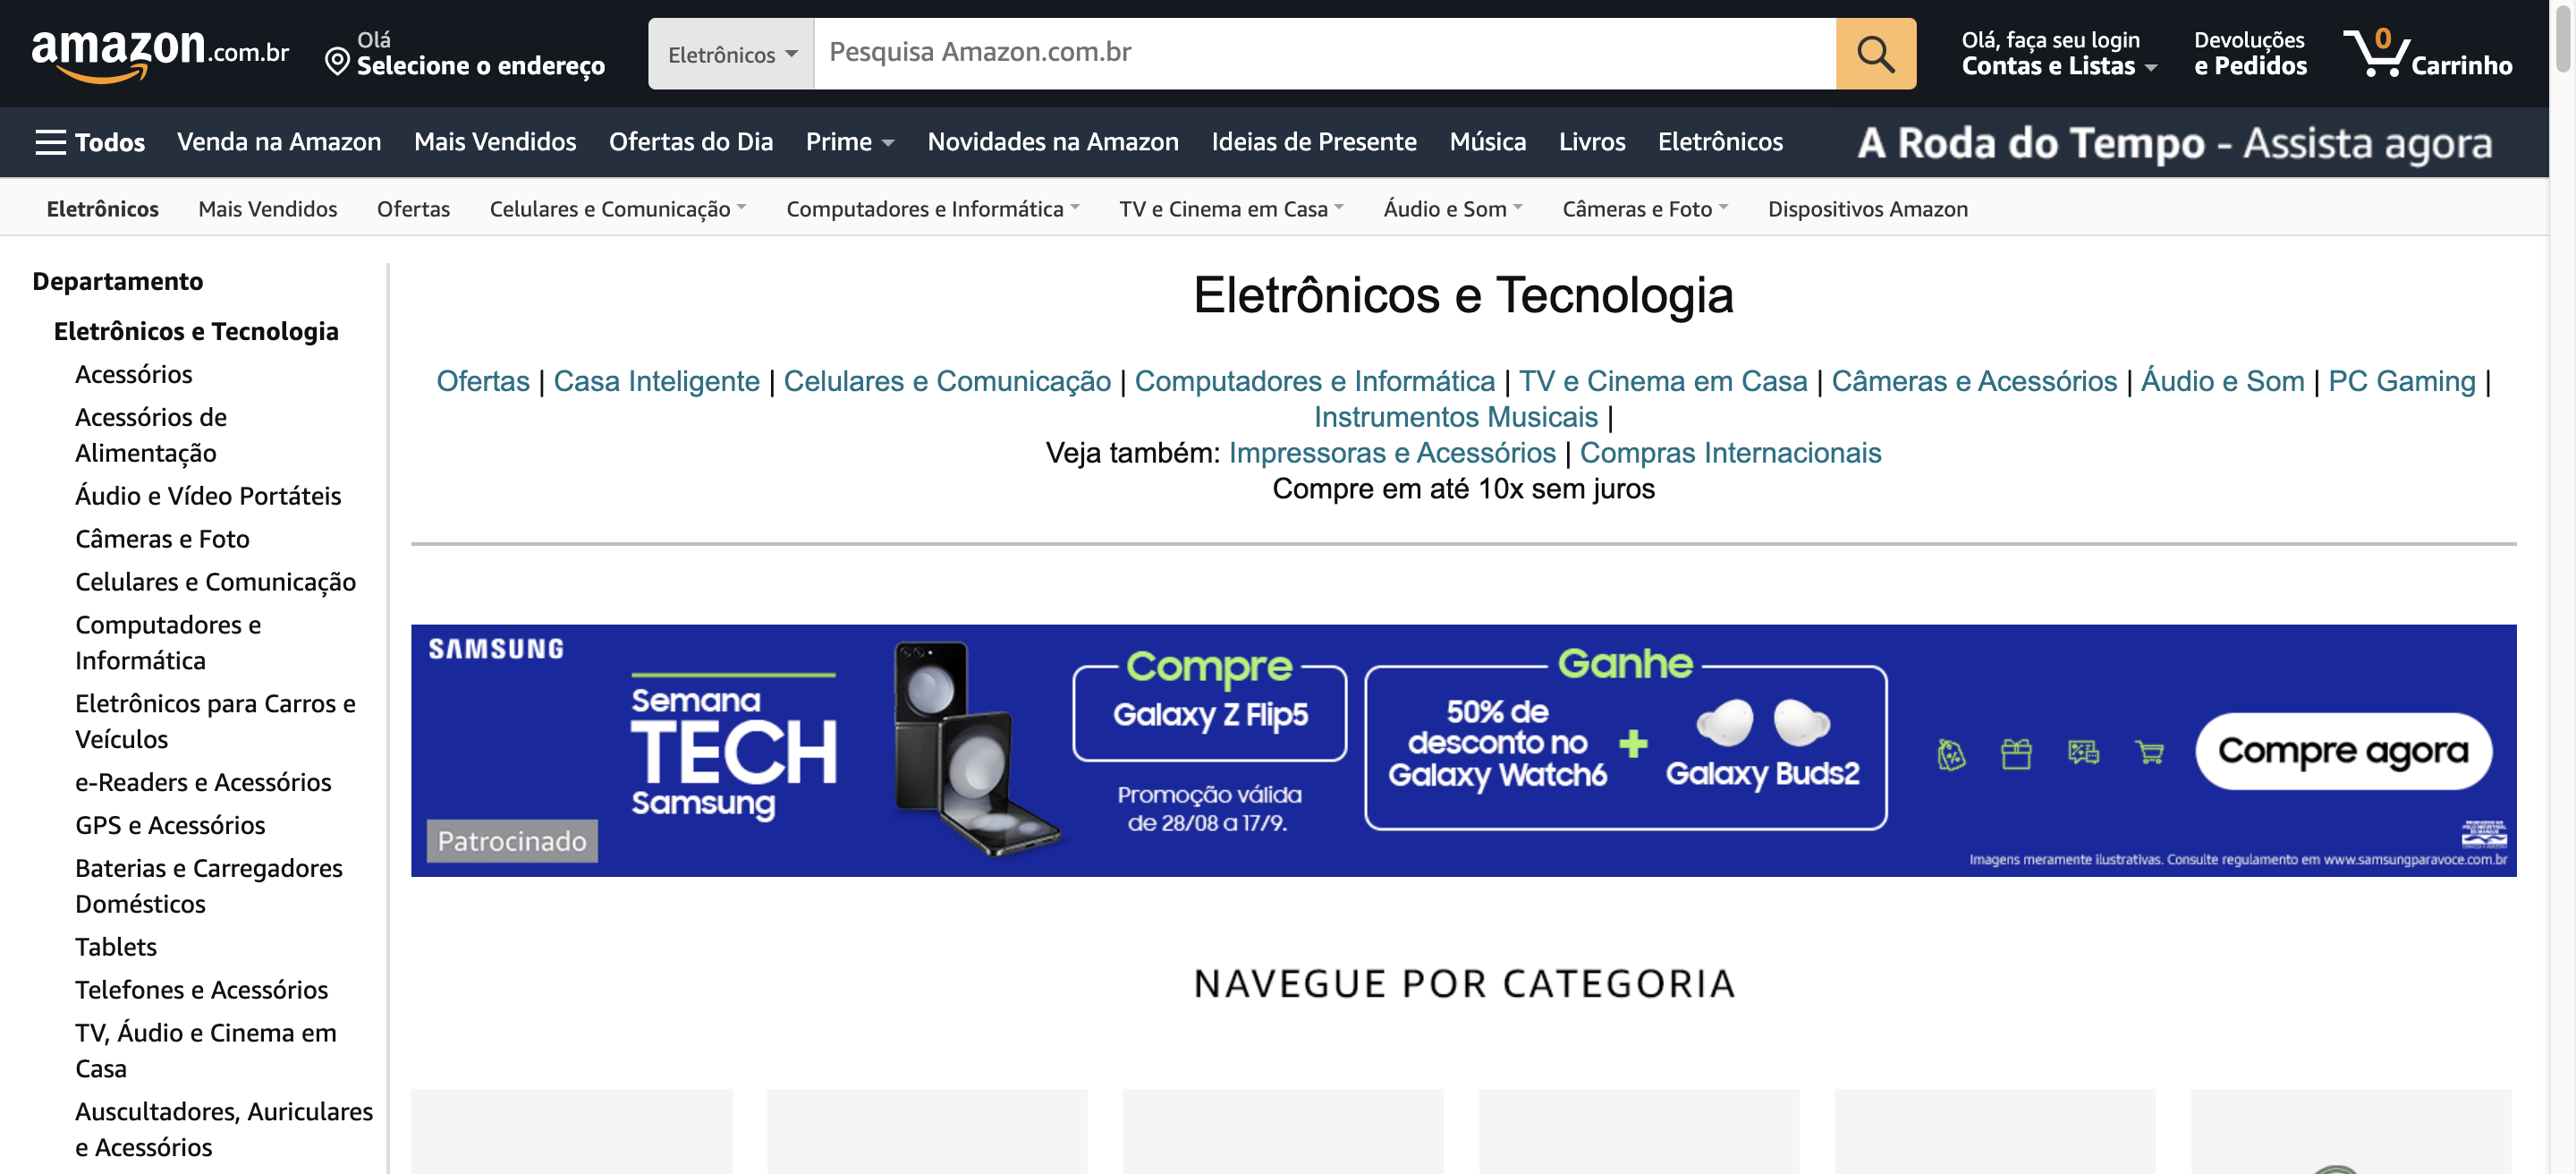 amazon.com.br
Olá
Selecione o endereço
Eletrônicos
Pesquisa Amazon.com.br
Olá, faça seu login
Contas e Listas
Devoluções
e Pedidos
0
Carrinho
Todos
Venda na Amazon
Mais Vendidos
Ofertas do Dia
Prime
Novidades na Amazon
Ideias de Presente
Música
Livros
Eletrônicos
A Roda do Tempo - Assista agora
Eletrônicos
Mais Vendidos
Ofertas
Celulares e Comunicação
Computadores e Informática
TV e Cinema em Casa
Áudio e Som
Câmeras e Foto
Dispositivos Amazon
Departamento
Eletrônicos e Tecnologia
Acessórios
Acessórios de
Alimentação
Áudio e Vídeo Portáteis
Câmeras e Foto
Celulares e Comunicação
Computadores e
Informática
Eletrônicos para Carros e
Veículos
e-Readers e Acessórios
GPS e Acessórios
Baterias e Carregadores
Domésticos
Tablets
Telefones e Acessórios
TV, Áudio e Cinema em
Casa
Auscultadores, Auriculares
e Acessórios
Eletrônicos e Tecnologia
Ofertas | Casa Inteligente | Celulares e Comunicação | Computadores e Informática | TV e Cinema em Casa | Câmeras e Acessórios | Áudio e Som | PC Gaming |
Instrumentos Musicais |
Veja também: Impressoras e Acessórios | Compras Internacionais
Compre em até 10x sem juros
SAMSUNG
Semana
TECH
Samsung
Patrocinado
Compre
Galaxy Z Flip5
Promoção válida
de 28/08 a 17/9.
Ganhe
50% de
desconto no
Galaxy Watch6
+
Galaxy Buds2
Compre agora
Imagens meramente ilustrativas. Consulte regulamento em www.samsungparavoce.com.br
NAVEGUE POR CATEGORIA